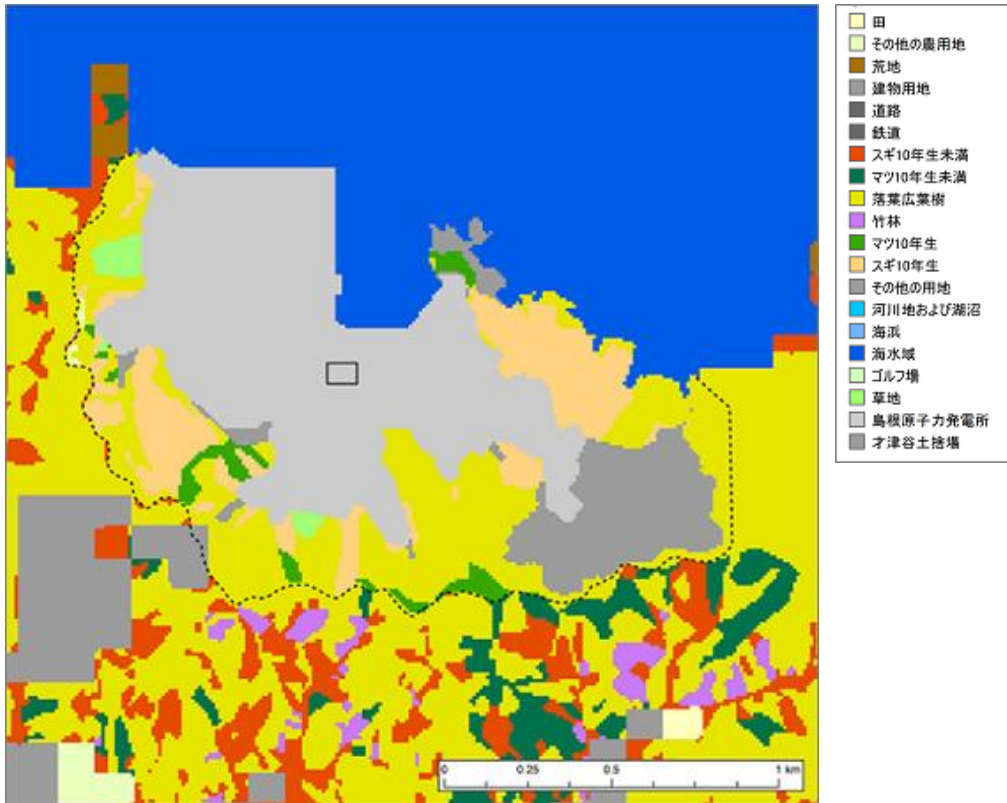 田
その他の農用地
荒地
建物用地
道路
鉄道
スギ10年生未満
マツ10年生未満
落葉広葉樹
竹林
マツ10年生
スギ10年生
その他の用地
河川地および湖沼
海浜
海水域
ゴルフ場
草地
島根原子力発電所
才津谷土捨場
0 0.25 0.5 1 km